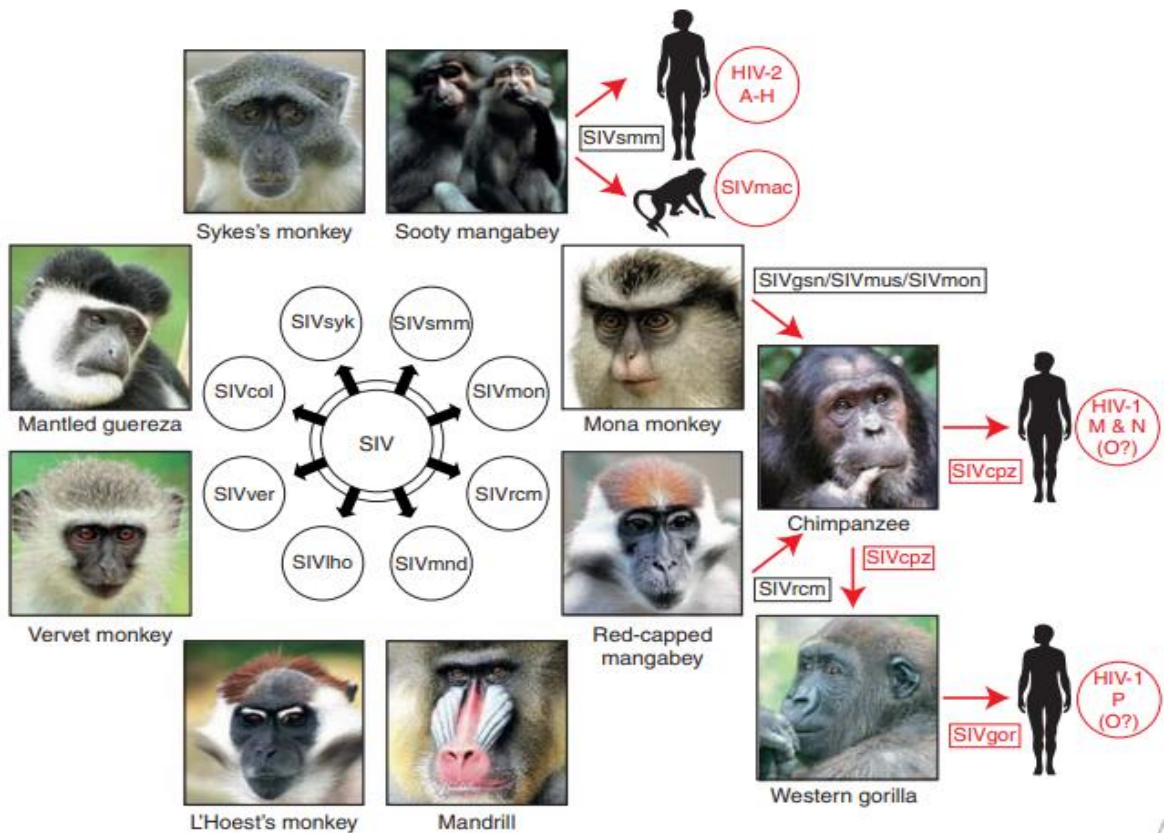 HIV-2
A-H
SIVsmm
SIVmac
Sykes's monkey
Sooty mangabey
SIVgsn/SIVmus/SIVmon
SIVsyk
SIVsmm
SIVcol
SIVmon
Mantled guereza
SIV
Mona monkey
HIV-1
M & N
(O?)
SIVcpz
SIVver
SIVrcm
Chimpanzee
SIVlho
SIVmnd
SIVcpz
SIVrcm
Vervet monkey
Red-capped
mangabey
HIV-1
P
(O?)
SIVgor
L'Hoest's monkey
Mandrill
Western gorilla